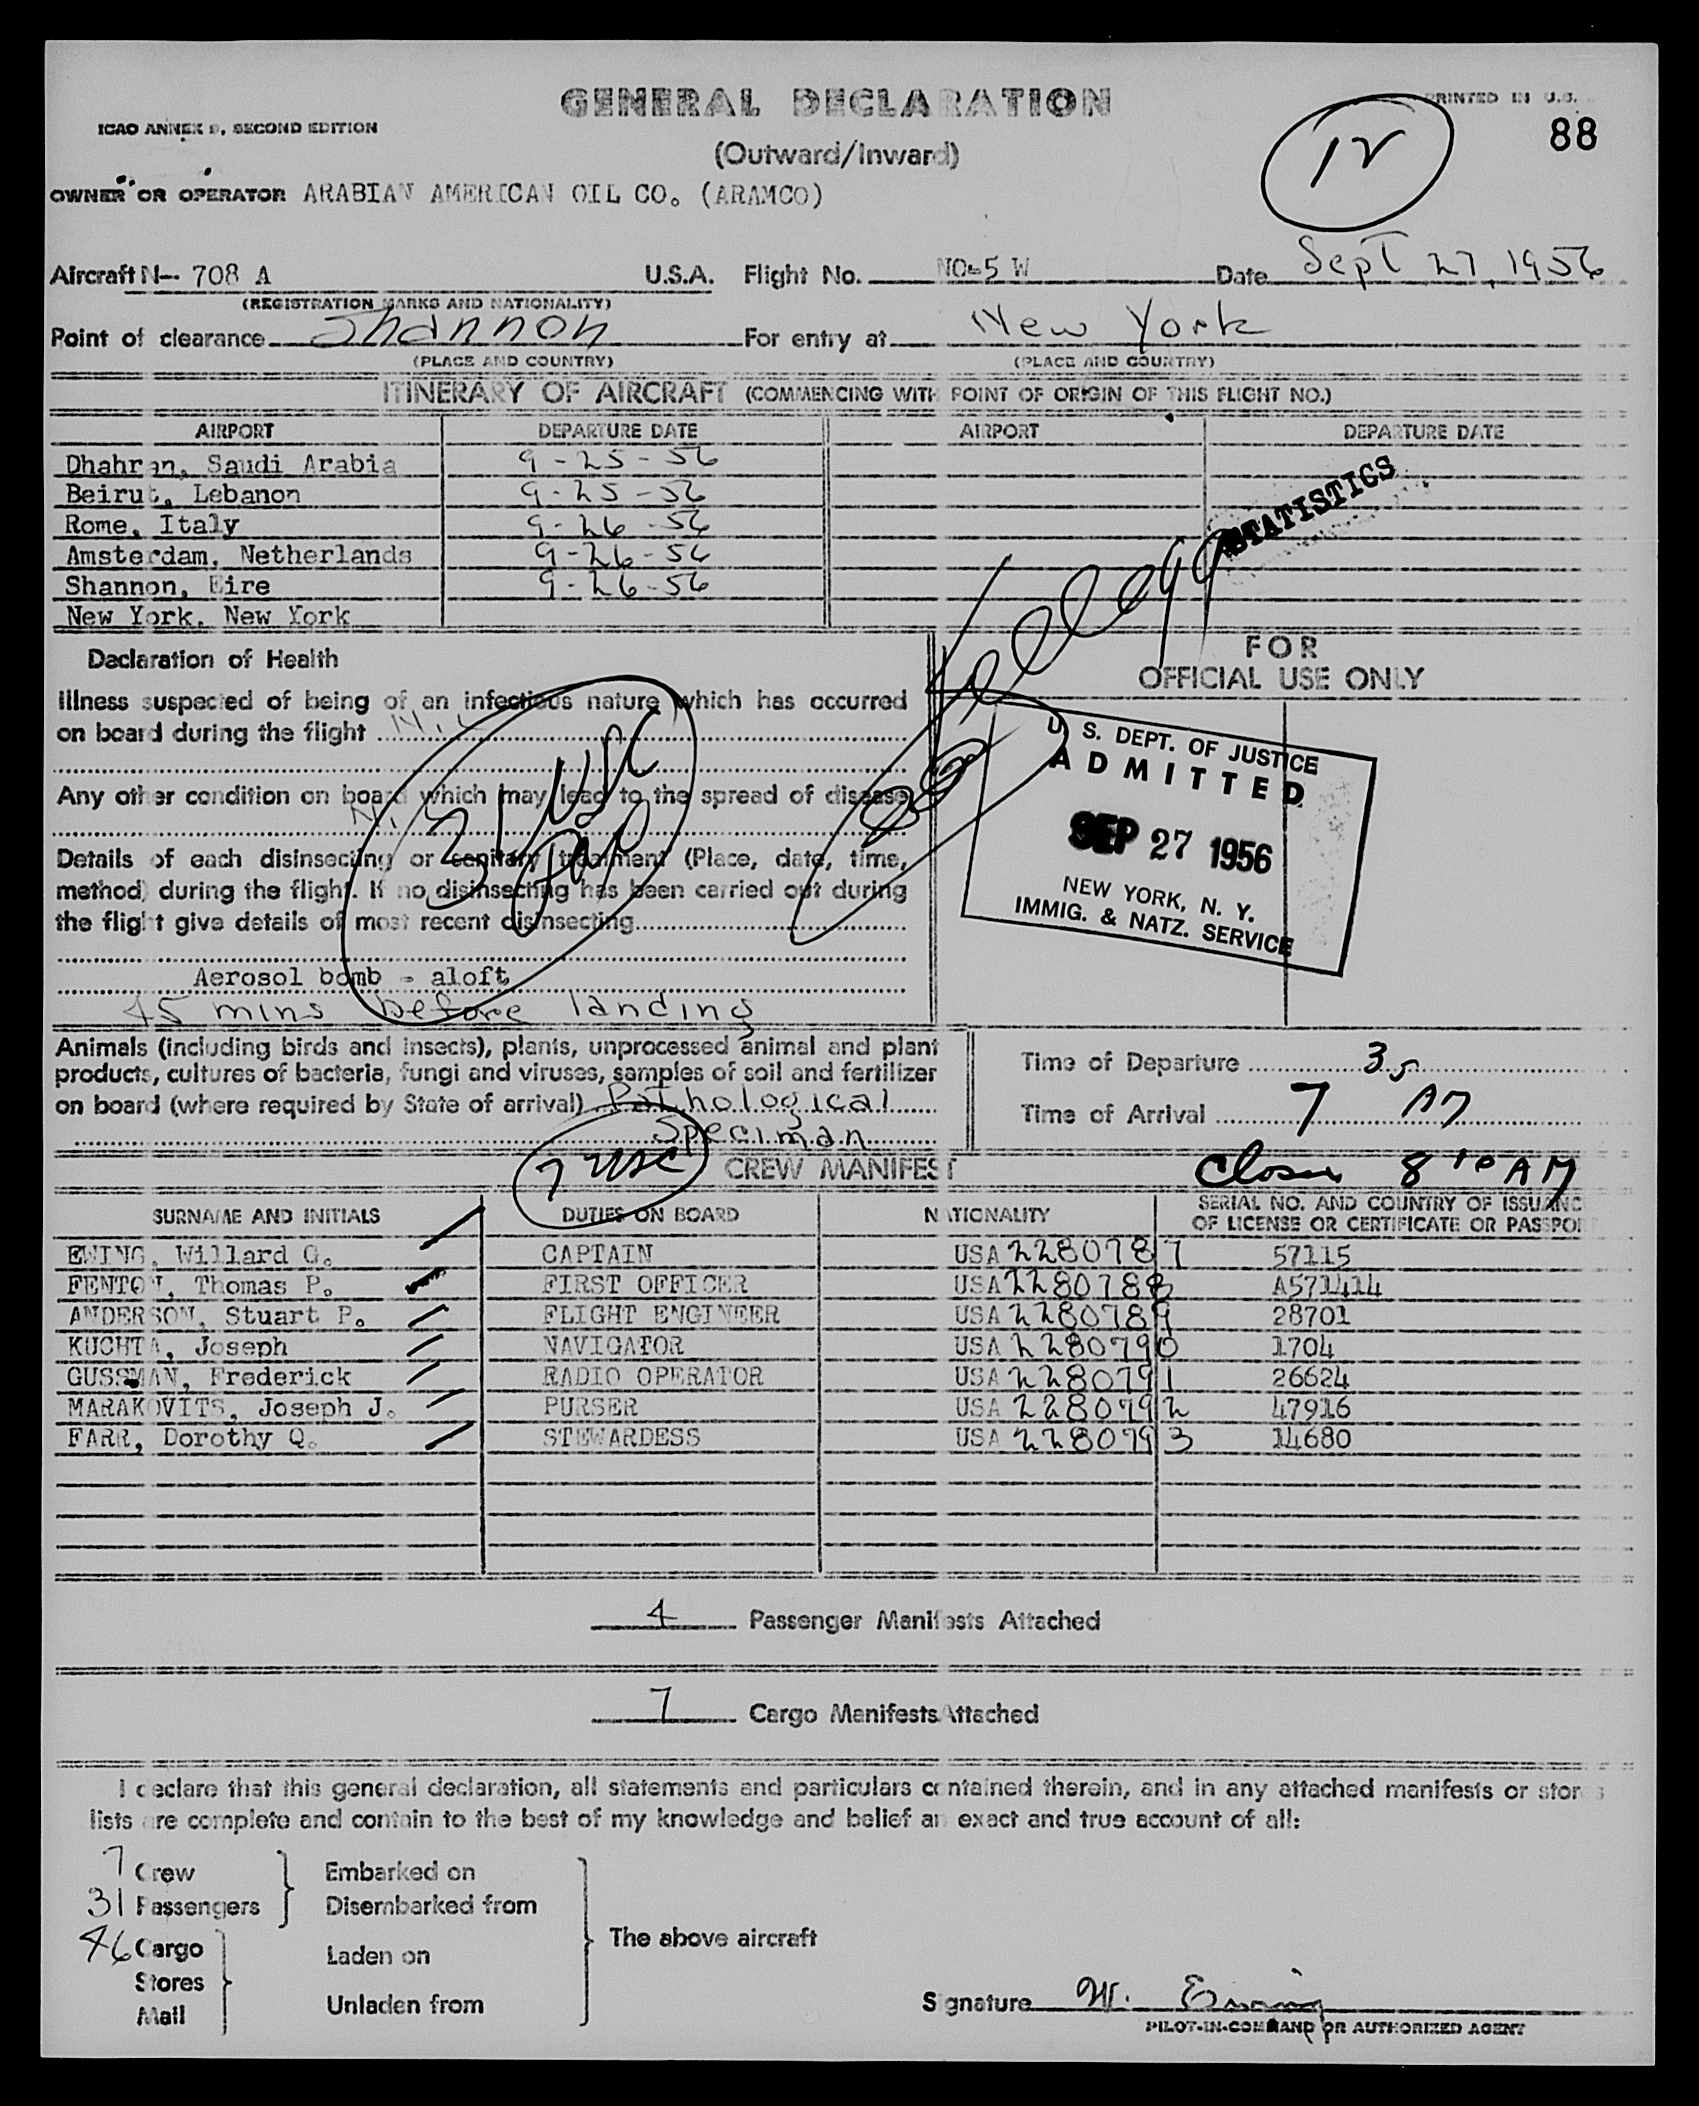 GENERAL DECLARATION
PRINTED IN U.S.
ICAO ANNEX 9, SECOND EDITION
88
(Outward/Inward)
12
OWNER OR OPERATOR ARABIAN AMERICAN OIL CO. (ARAMCO)
Aircraft N-- 708 A U.S.A. Flight No. NO-5 W Date Sept 27, 1956
(REGISTRATION MARKS AND NATIONALITY)
Point of clearance Shannon For entry at New York
(PLACE AND COUNTRY) (PLACE AND COUNTRY)
ITINERARY OF AIRCRAFT (COMMENCING WITH POINT OF ORIGIN OF THIS FLIGHT NO.)
AIRPORT DEPARTURE DATE AIRPORT DEPARTURE DATE
Dhahran, Saudi Arabia 9-25-56
Beirut, Lebanon 9-25-56
Rome, Italy 9-26-56
Amsterdam, Netherlands 9-26-56
Shannon, Eire 9-26-56
New York, New York
STATISTICS
Declaration of Health
Illness suspected of being of an infectious nature which has occurred
on board during the flight Nil
Any other condition on board which may lead to the spread of disease
Nil
31 USC
Details of each disinsecting or sanitary treatment (Place, date, time,
method) during the flight. If no disinsecting has been carried out during
the flight give details of most recent disinsecting
Aerosol bomb - aloft
45 mins before landing
FOR
OFFICIAL USE ONLY
U. S. DEPT. OF JUSTICE
ADMITTED
SEP 27 1956
NEW YORK, N. Y.
IMMIG. & NATZ. SERVICE
Animals (including birds and insects), plants, unprocessed animal and plant
products, cultures of bacteria, fungi and viruses, samples of soil and fertilizer
on board (where required by State of arrival) Pathological
Speciman
Time of Departure 35
Time of Arrival 7 AM
7 USC
CREW MANIFEST
Close 8 10 AM
SURNAME AND INITIALS DUTIES ON BOARD NATIONALITY SERIAL NO. AND COUNTRY OF ISSUANCE
OF LICENSE OR CERTIFICATE OR PASSPORT
EWING, Willard G. CAPTAIN USA 2280787 57115
FENTON, Thomas P. FIRST OFFICER USA 2280788 A571414
ANDERSON, Stuart P. FLIGHT ENGINEER USA 2280789 28701
KUCHTA, Joseph NAVIGATOR USA 2280790 1704
GUSSMAN, Frederick RADIO OPERATOR USA 2280791 26624
MARAKOVITS, Joseph J. PURSER USA 2280792 47916
FARR, Dorothy Q. STEWARDESS USA 2280793 14680
4 Passenger Manifests Attached
7 Cargo Manifests Attached
I declare that this general declaration, all statements and particulars contained therein, and in any attached manifests or stores
lists are complete and contain to the best of my knowledge and belief an exact and true account of all:
7 Crew
31 Passengers
46 Cargo
Stores
Mail
Embarked on
Disembarked from
Laden on
Unladen from
The above aircraft
Signature W. Ewing
PILOT-IN-COMMAND OR AUTHORIZED AGENT